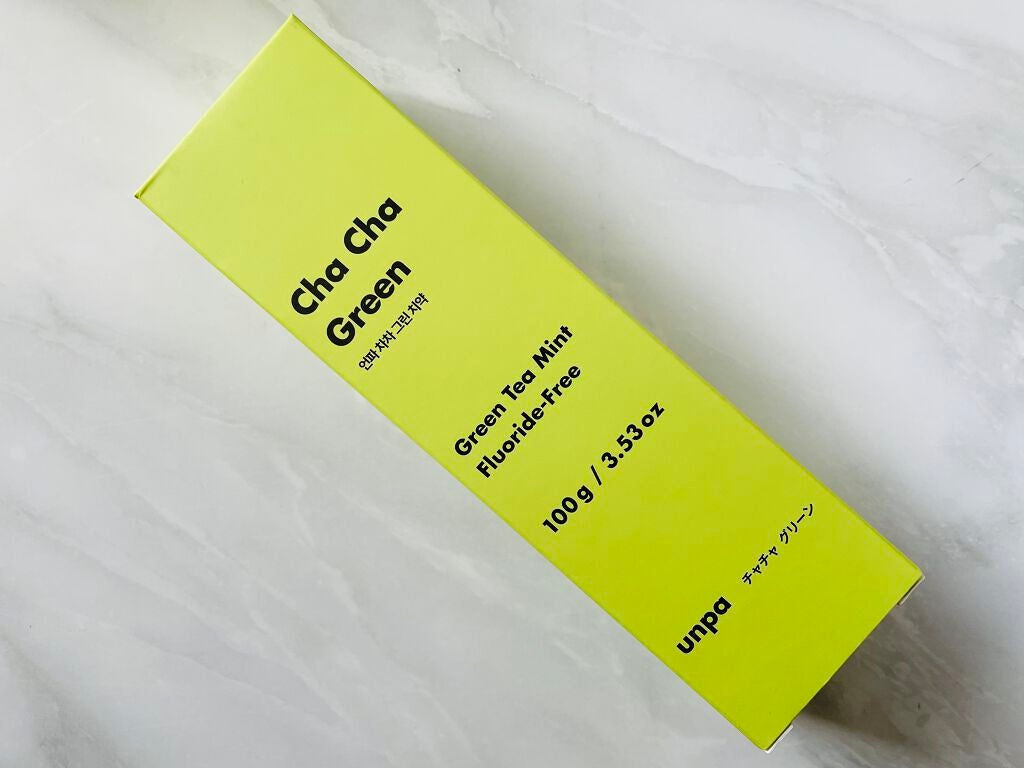 Cha Cha
Green
언파 차차 그린 치약
Green Tea Mint
Fluoride-Free
100g / 3.53oz
unpa
チャチャ グリーン